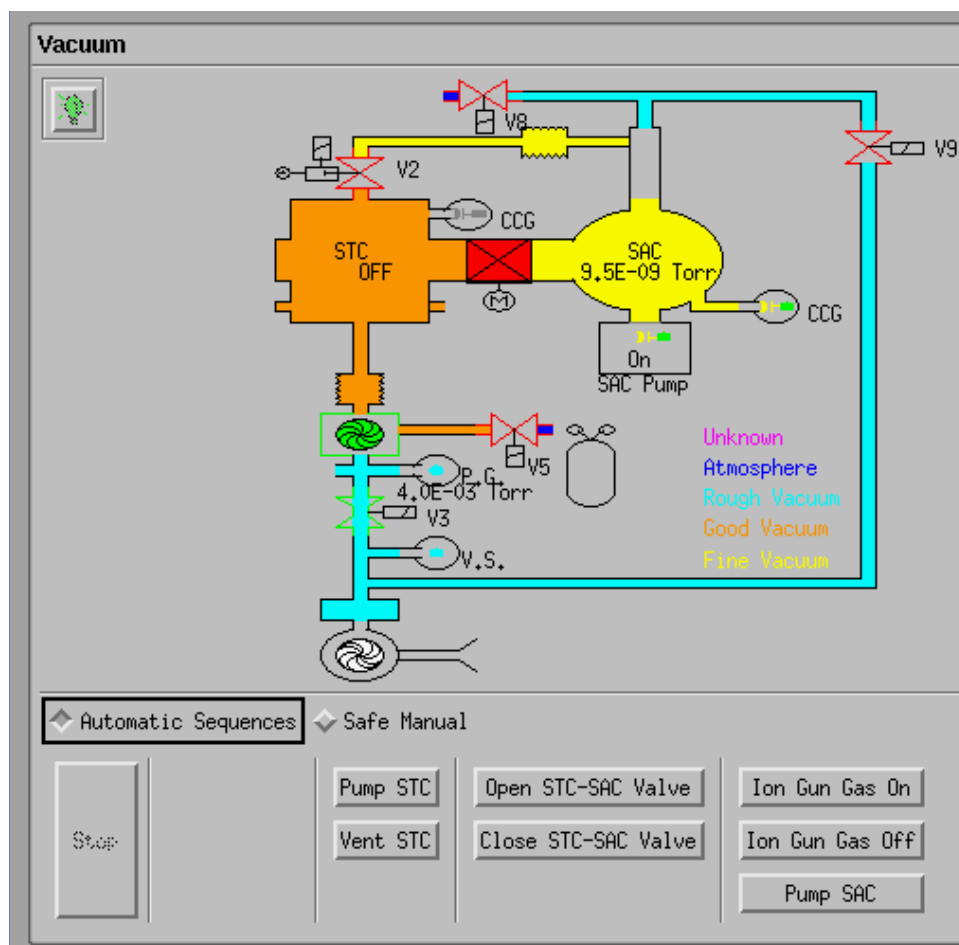 Vacuum
V8
V9
V2
CCG
STC
OFF
SAC
9.5E-09 Torr
CCG
M
On
SAC Pump
V5
P.G.
4.0E-03 Torr
V3
V.S.
Unknown
Atmosphere
Rough Vacuum
Good Vacuum
Fine Vacuum
Automatic Sequences
Safe Manual
Stop
Pump STC
Vent STC
Open STC-SAC Valve
Close STC-SAC Valve
Ion Gun Gas On
Ion Gun Gas Off
Pump SAC